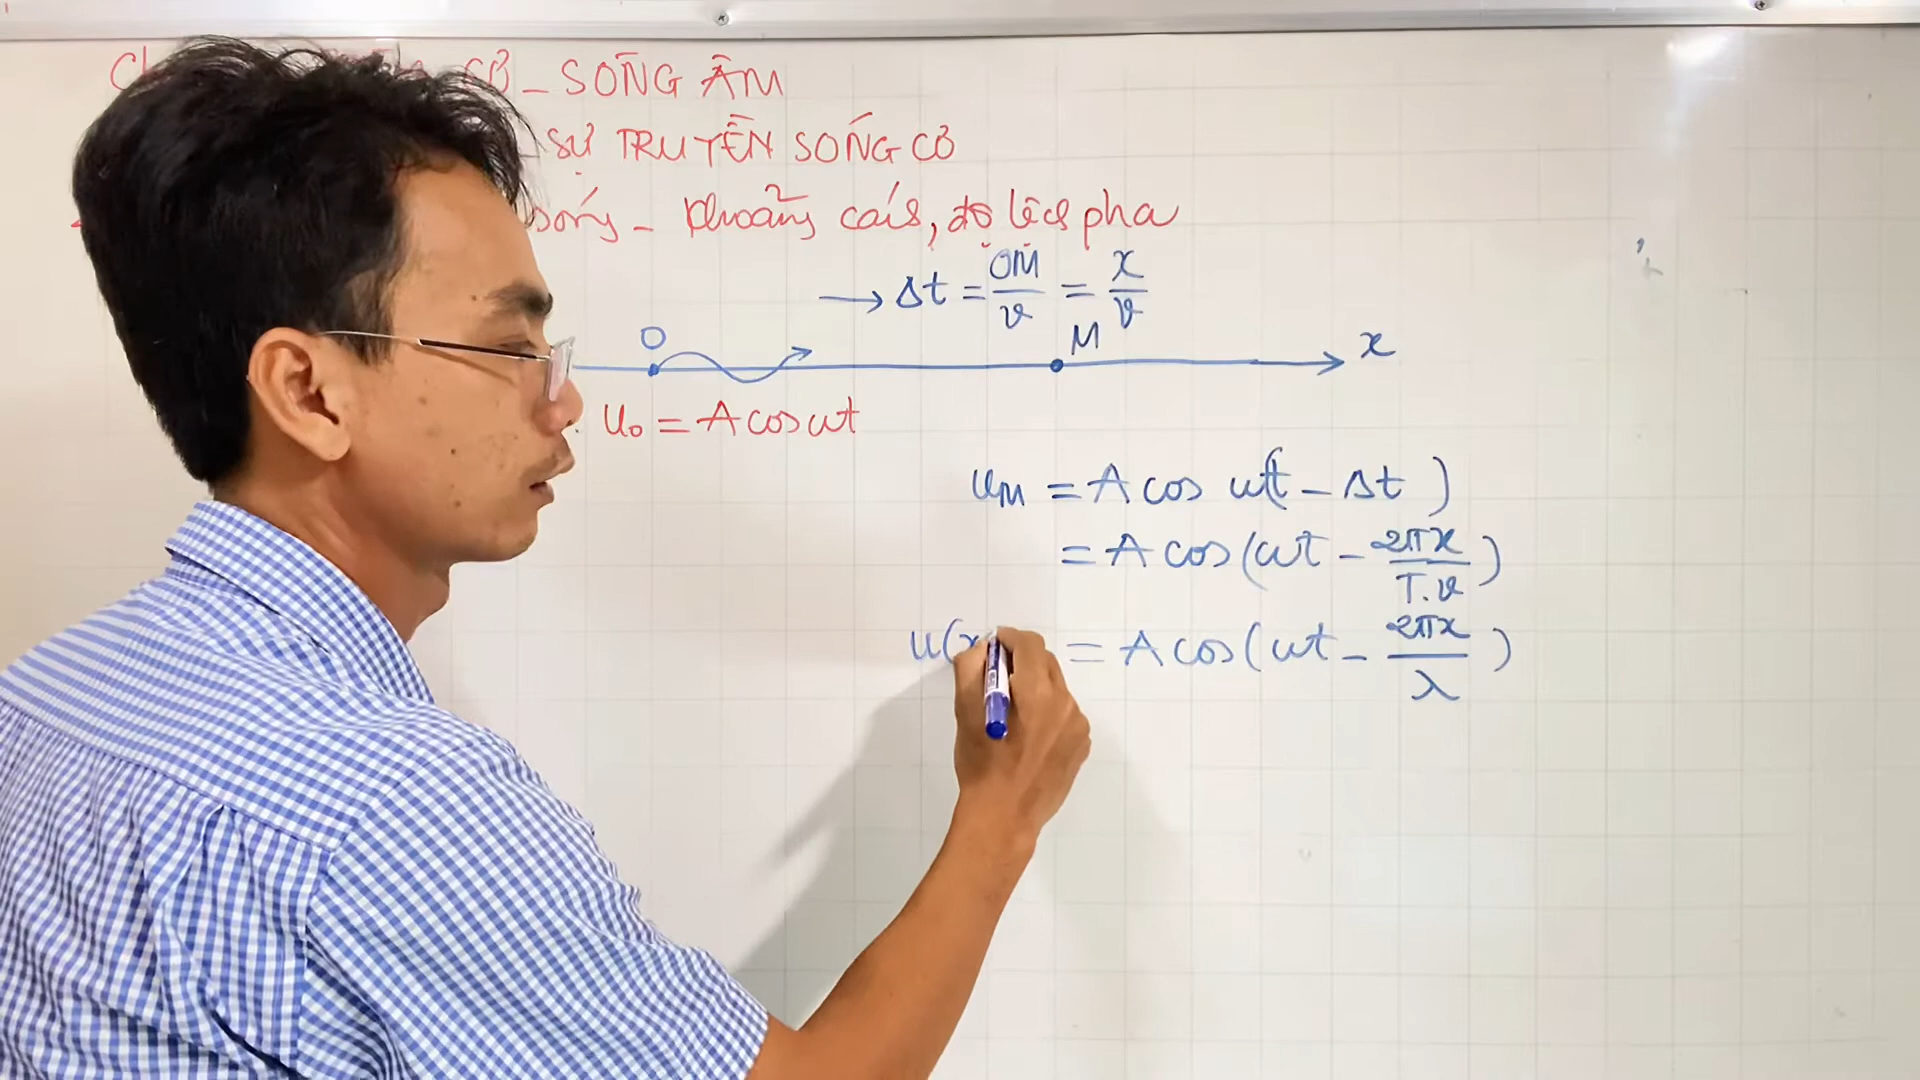 CƠ - SÓNG ÂM
SỰ TRUYỀN SÓNG CƠ
sóng - khoảng cách, độ lệch pha
→ Δt = OM/v = x/v
O M x
u₀ = A cos ωt
u_M = A cos ω(t - Δt)
= A cos(ωt - 2πx/T.v)
u(x = A cos(ωt - 2πx/λ)